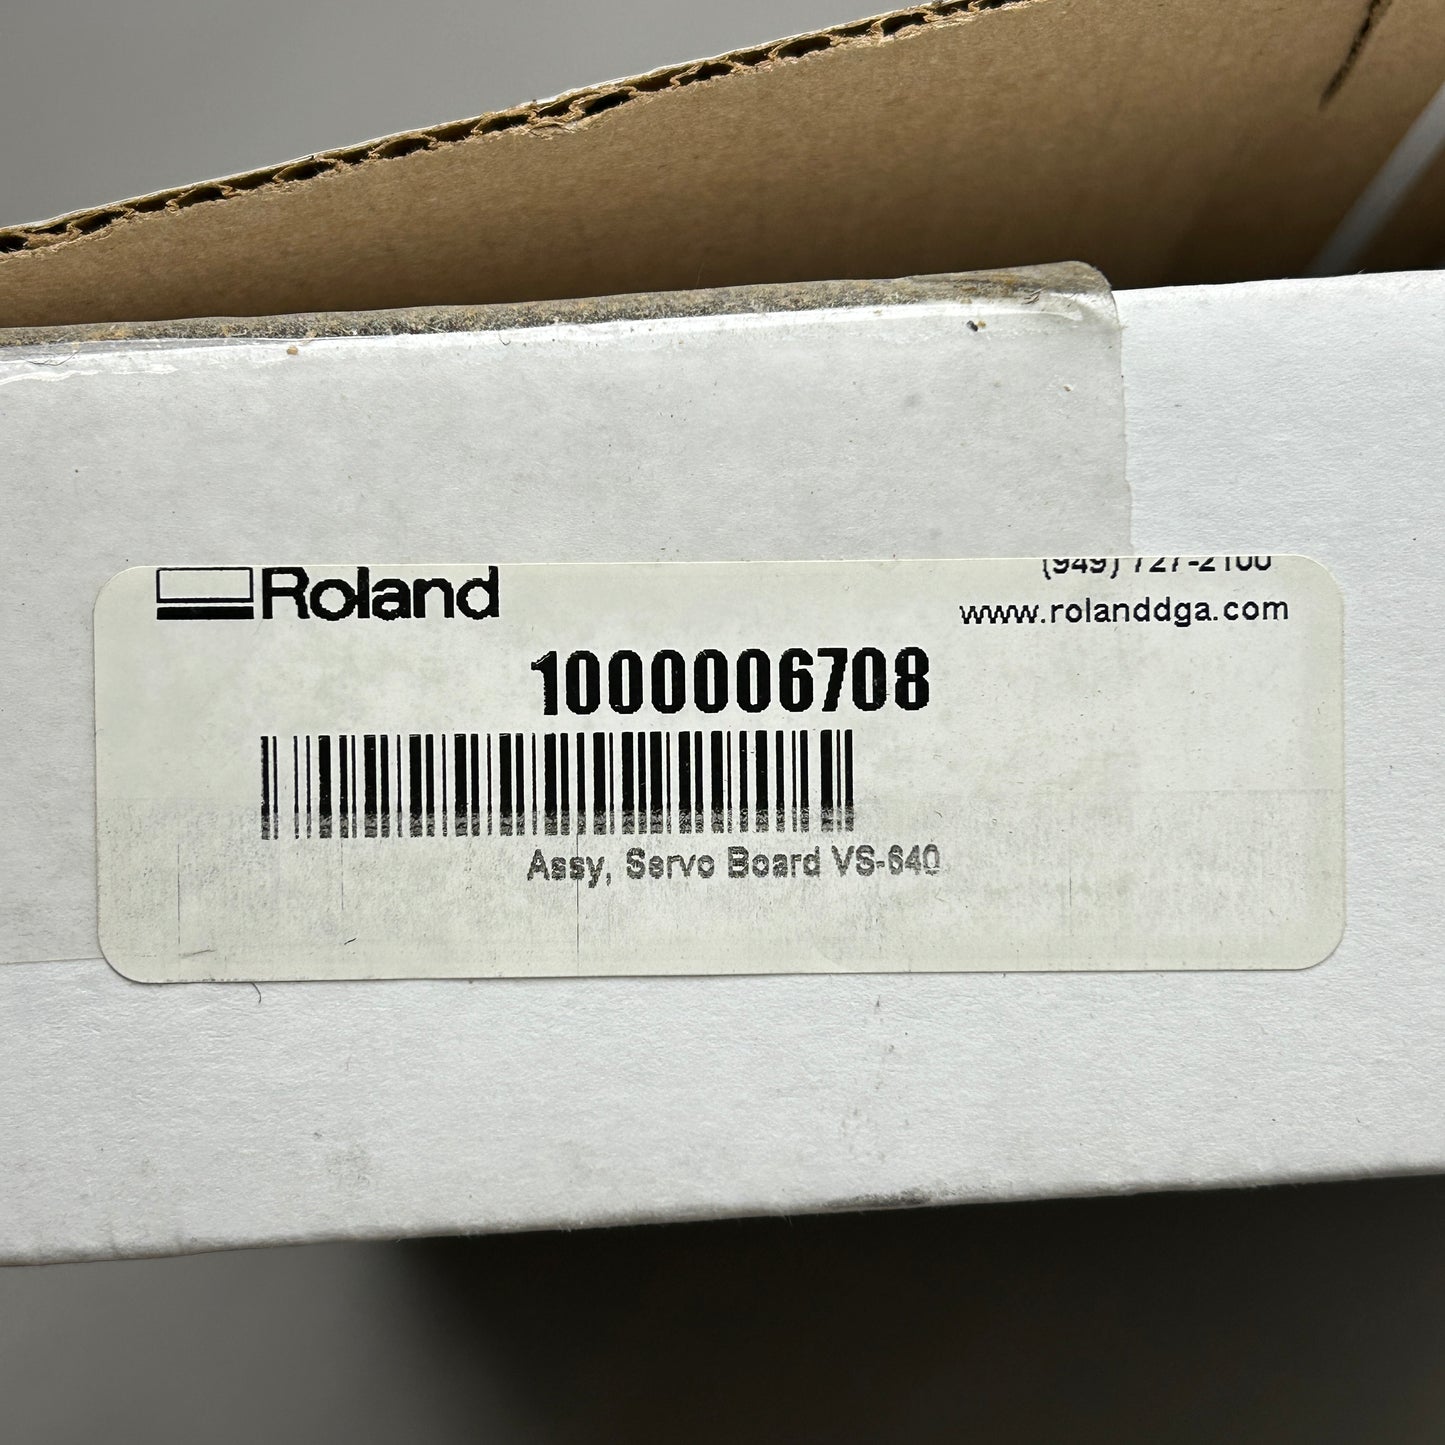 Roland
(949) 727-2100
www.rolanddga.com
1000006708
Assy, Servo Board VS-640